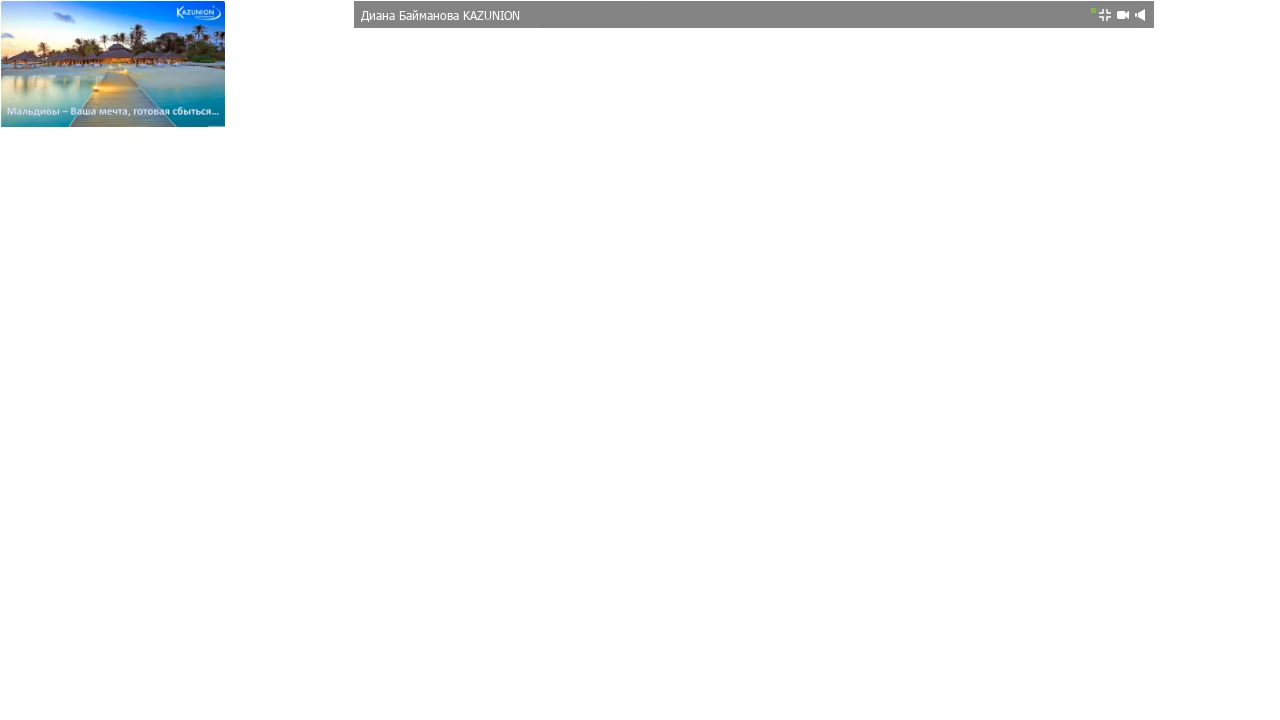 KAZUNION
Мальдивы – Ваша мечта, готовая сбыться...
Диана Байманова KAZUNION